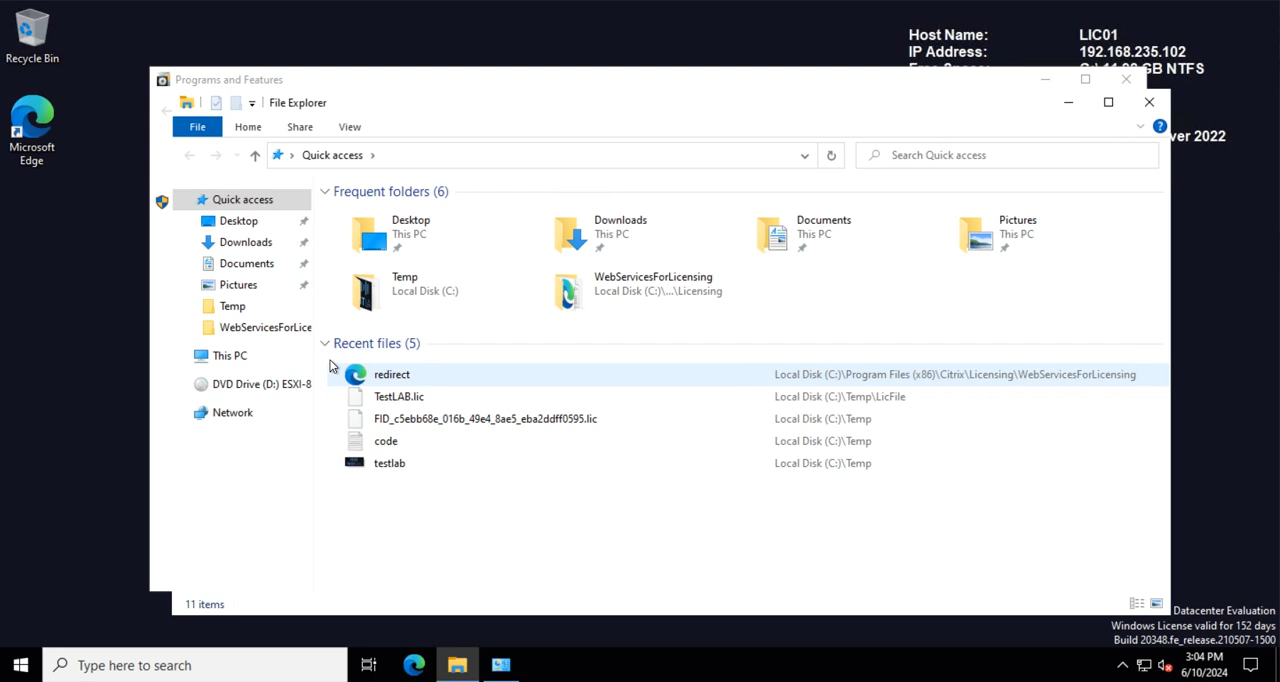 Recycle Bin
Microsoft
Edge
Host Name: LIC01
IP Address: 192.168.235.102
GB NTFS
ver 2022
Programs and Features
File Explorer
File Home Share View
Quick access
Search Quick access
Quick access
Desktop
Downloads
Documents
Pictures
Temp
WebServicesForLice
This PC
DVD Drive (D:) ESXI-8
Network
Frequent folders (6)
Desktop
This PC
Downloads
This PC
Documents
This PC
Pictures
This PC
Temp
Local Disk (C:)
WebServicesForLicensing
Local Disk (C:)\...\Licensing
Recent files (5)
redirect Local Disk (C:)\Program Files (x86)\Citrix\Licensing\WebServicesForLicensing
TestLAB.lic Local Disk (C:)\Temp\LicFile
FID_c5ebb68e_016b_49e4_8ae5_eba2ddff0595.lic Local Disk (C:)\Temp
code Local Disk (C:)\Temp
testlab Local Disk (C:)\Temp
11 items
Datacenter Evaluation
Windows License valid for 152 days
Build 20348.fe_release.210507-1500
Type here to search
3:04 PM
6/10/2024